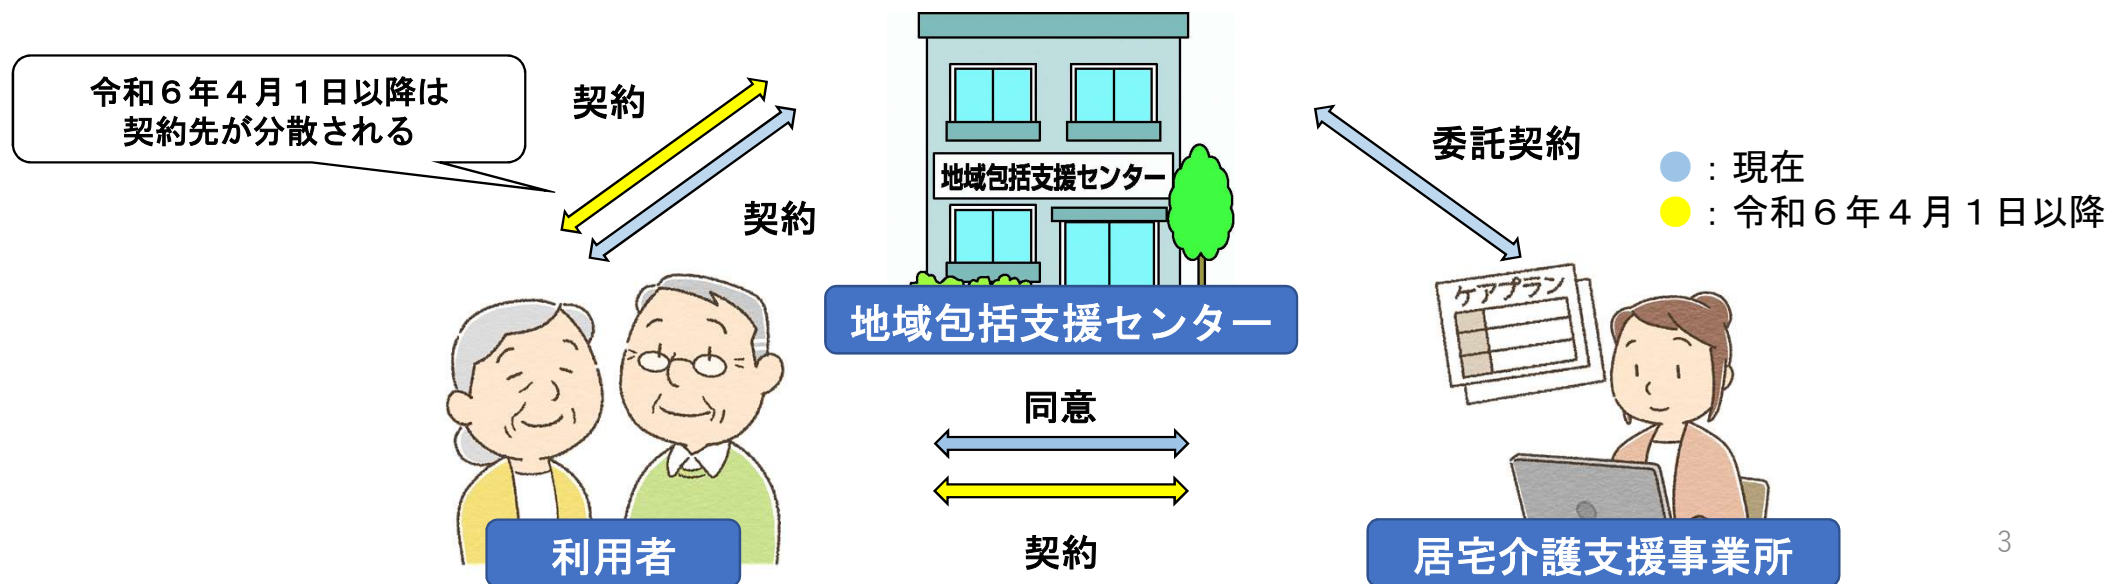 令和６年４月１日以降は
契約先が分散される
契約
契約
地域包括支援センター
委託契約
：現在
：令和６年４月１日以降
地域包括支援センター
ケアプラン
同意
契約
利用者
居宅介護支援事業所
3